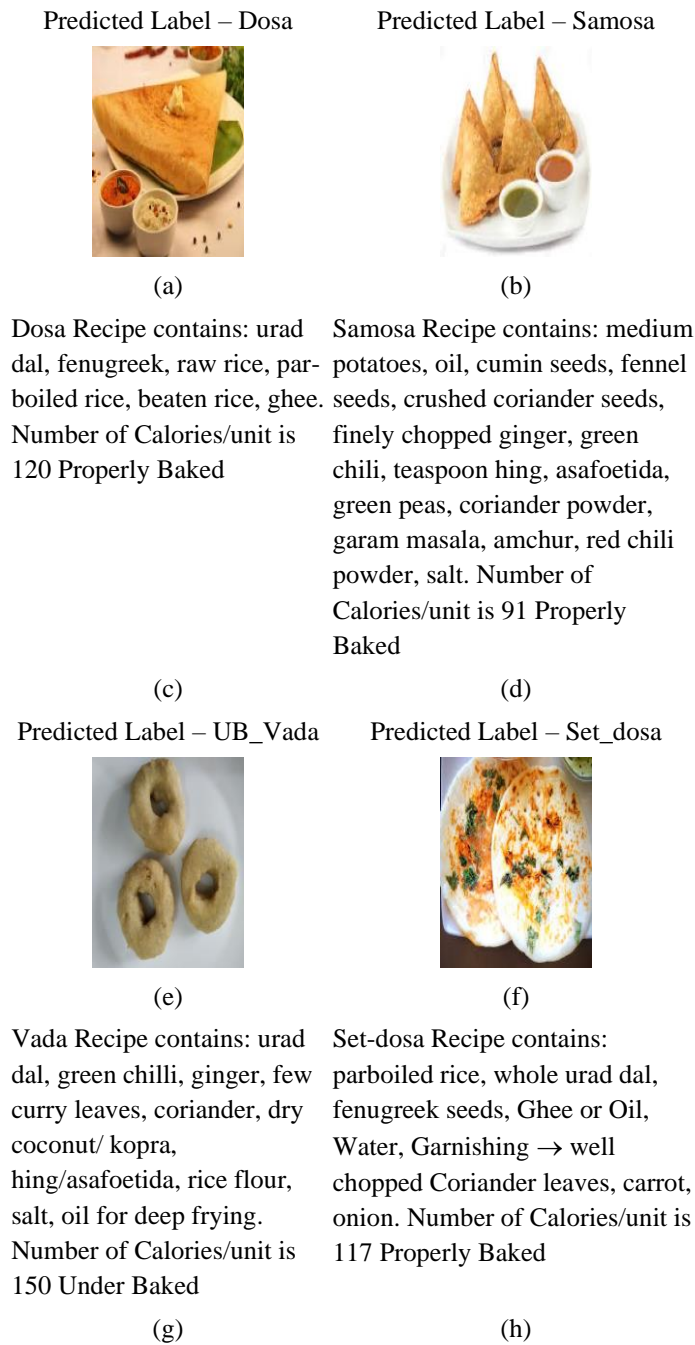 Predicted Label – Dosa
Predicted Label – Samosa
(a)
(b)
Dosa Recipe contains: urad
dal, fenugreek, raw rice, par-
boiled rice, beaten rice, ghee.
Number of Calories/unit is
120 Properly Baked
Samosa Recipe contains: medium
potatoes, oil, cumin seeds, fennel
seeds, crushed coriander seeds,
finely chopped ginger, green
chili, teaspoon hing, asafoetida,
green peas, coriander powder,
garam masala, amchur, red chili
powder, salt. Number of
Calories/unit is 91 Properly
Baked
(c)
(d)
Predicted Label – UB_Vada
Predicted Label – Set_dosa
(e)
(f)
Vada Recipe contains: urad
dal, green chilli, ginger, few
curry leaves, coriander, dry
coconut/ kopra,
hing/asafoetida, rice flour,
salt, oil for deep frying.
Number of Calories/unit is
150 Under Baked
Set-dosa Recipe contains:
parboiled rice, whole urad dal,
fenugreek seeds, Ghee or Oil,
Water, Garnishing → well
chopped Coriander leaves, carrot,
onion. Number of Calories/unit is
117 Properly Baked
(g)
(h)